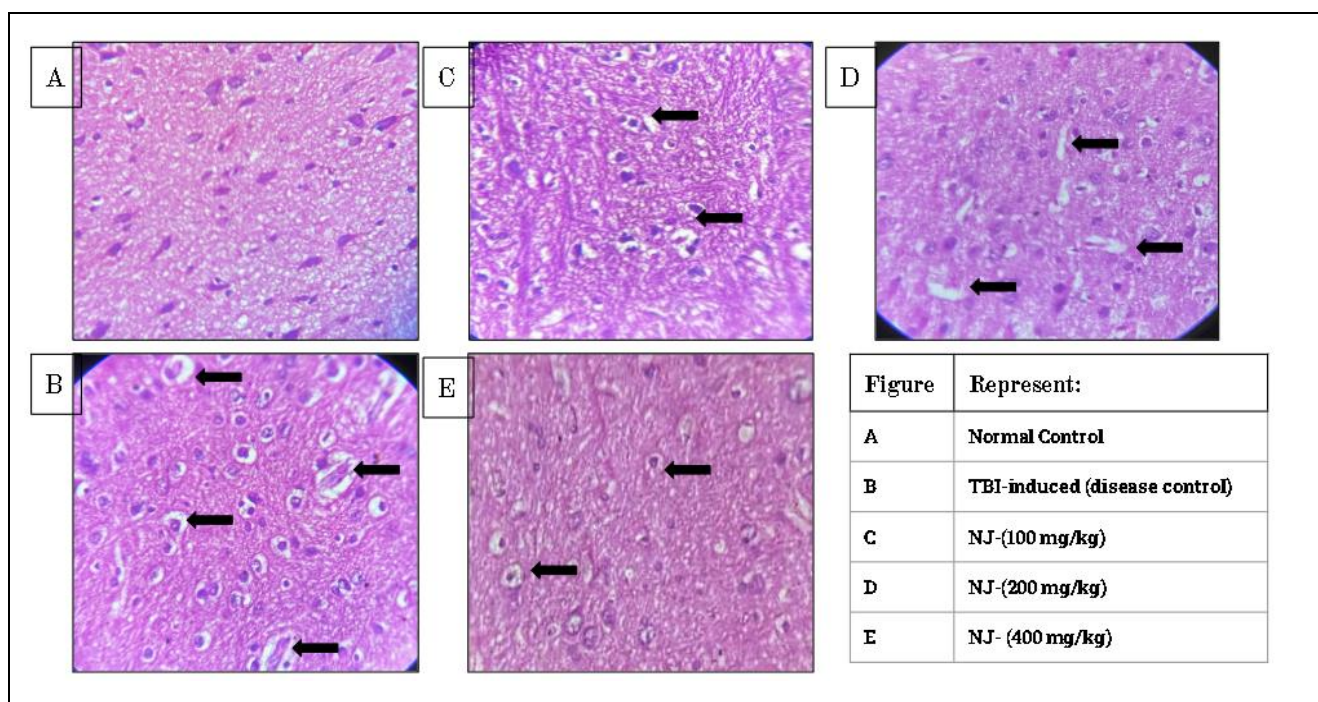 A
C
D
B
E
Figure Represent:
A Normal Control
B TBI-induced (disease control)
C NJ-(100 mg/kg)
D NJ-(200 mg/kg)
E NJ- (400 mg/kg)